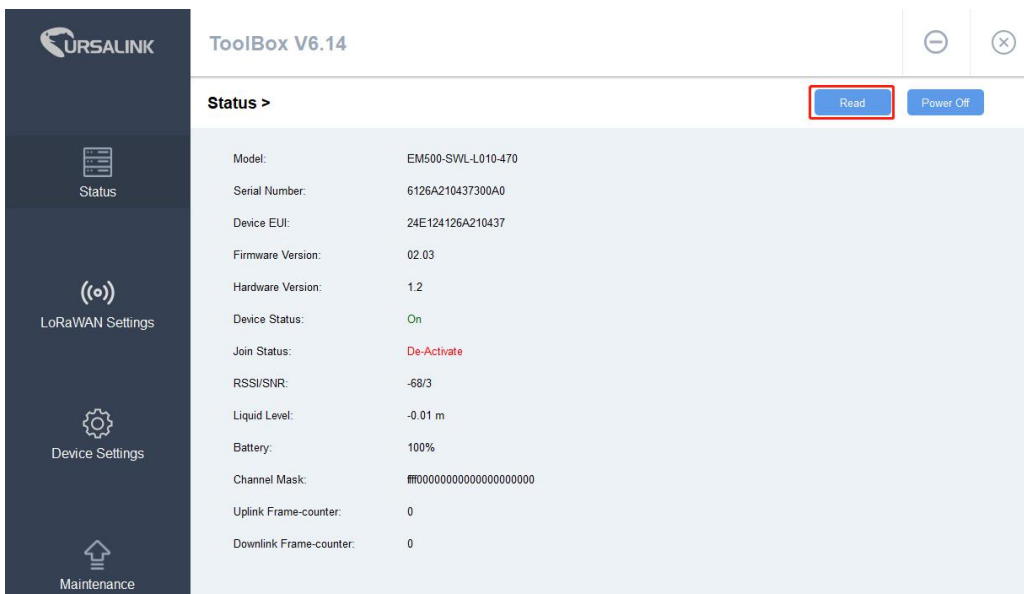 URSALINK
ToolBox V6.14
Status >
Read
Power Off
Status
LoRaWAN Settings
Device Settings
Maintenance
Model: EM500-SWL-L010-470
Serial Number: 6126A210437300A0
Device EUI: 24E124126A210437
Firmware Version: 02.03
Hardware Version: 1.2
Device Status: On
Join Status: De-Activate
RSSI/SNR: -68/3
Liquid Level: -0.01 m
Battery: 100%
Channel Mask: ffff00000000000000000000
Uplink Frame-counter: 0
Downlink Frame-counter: 0